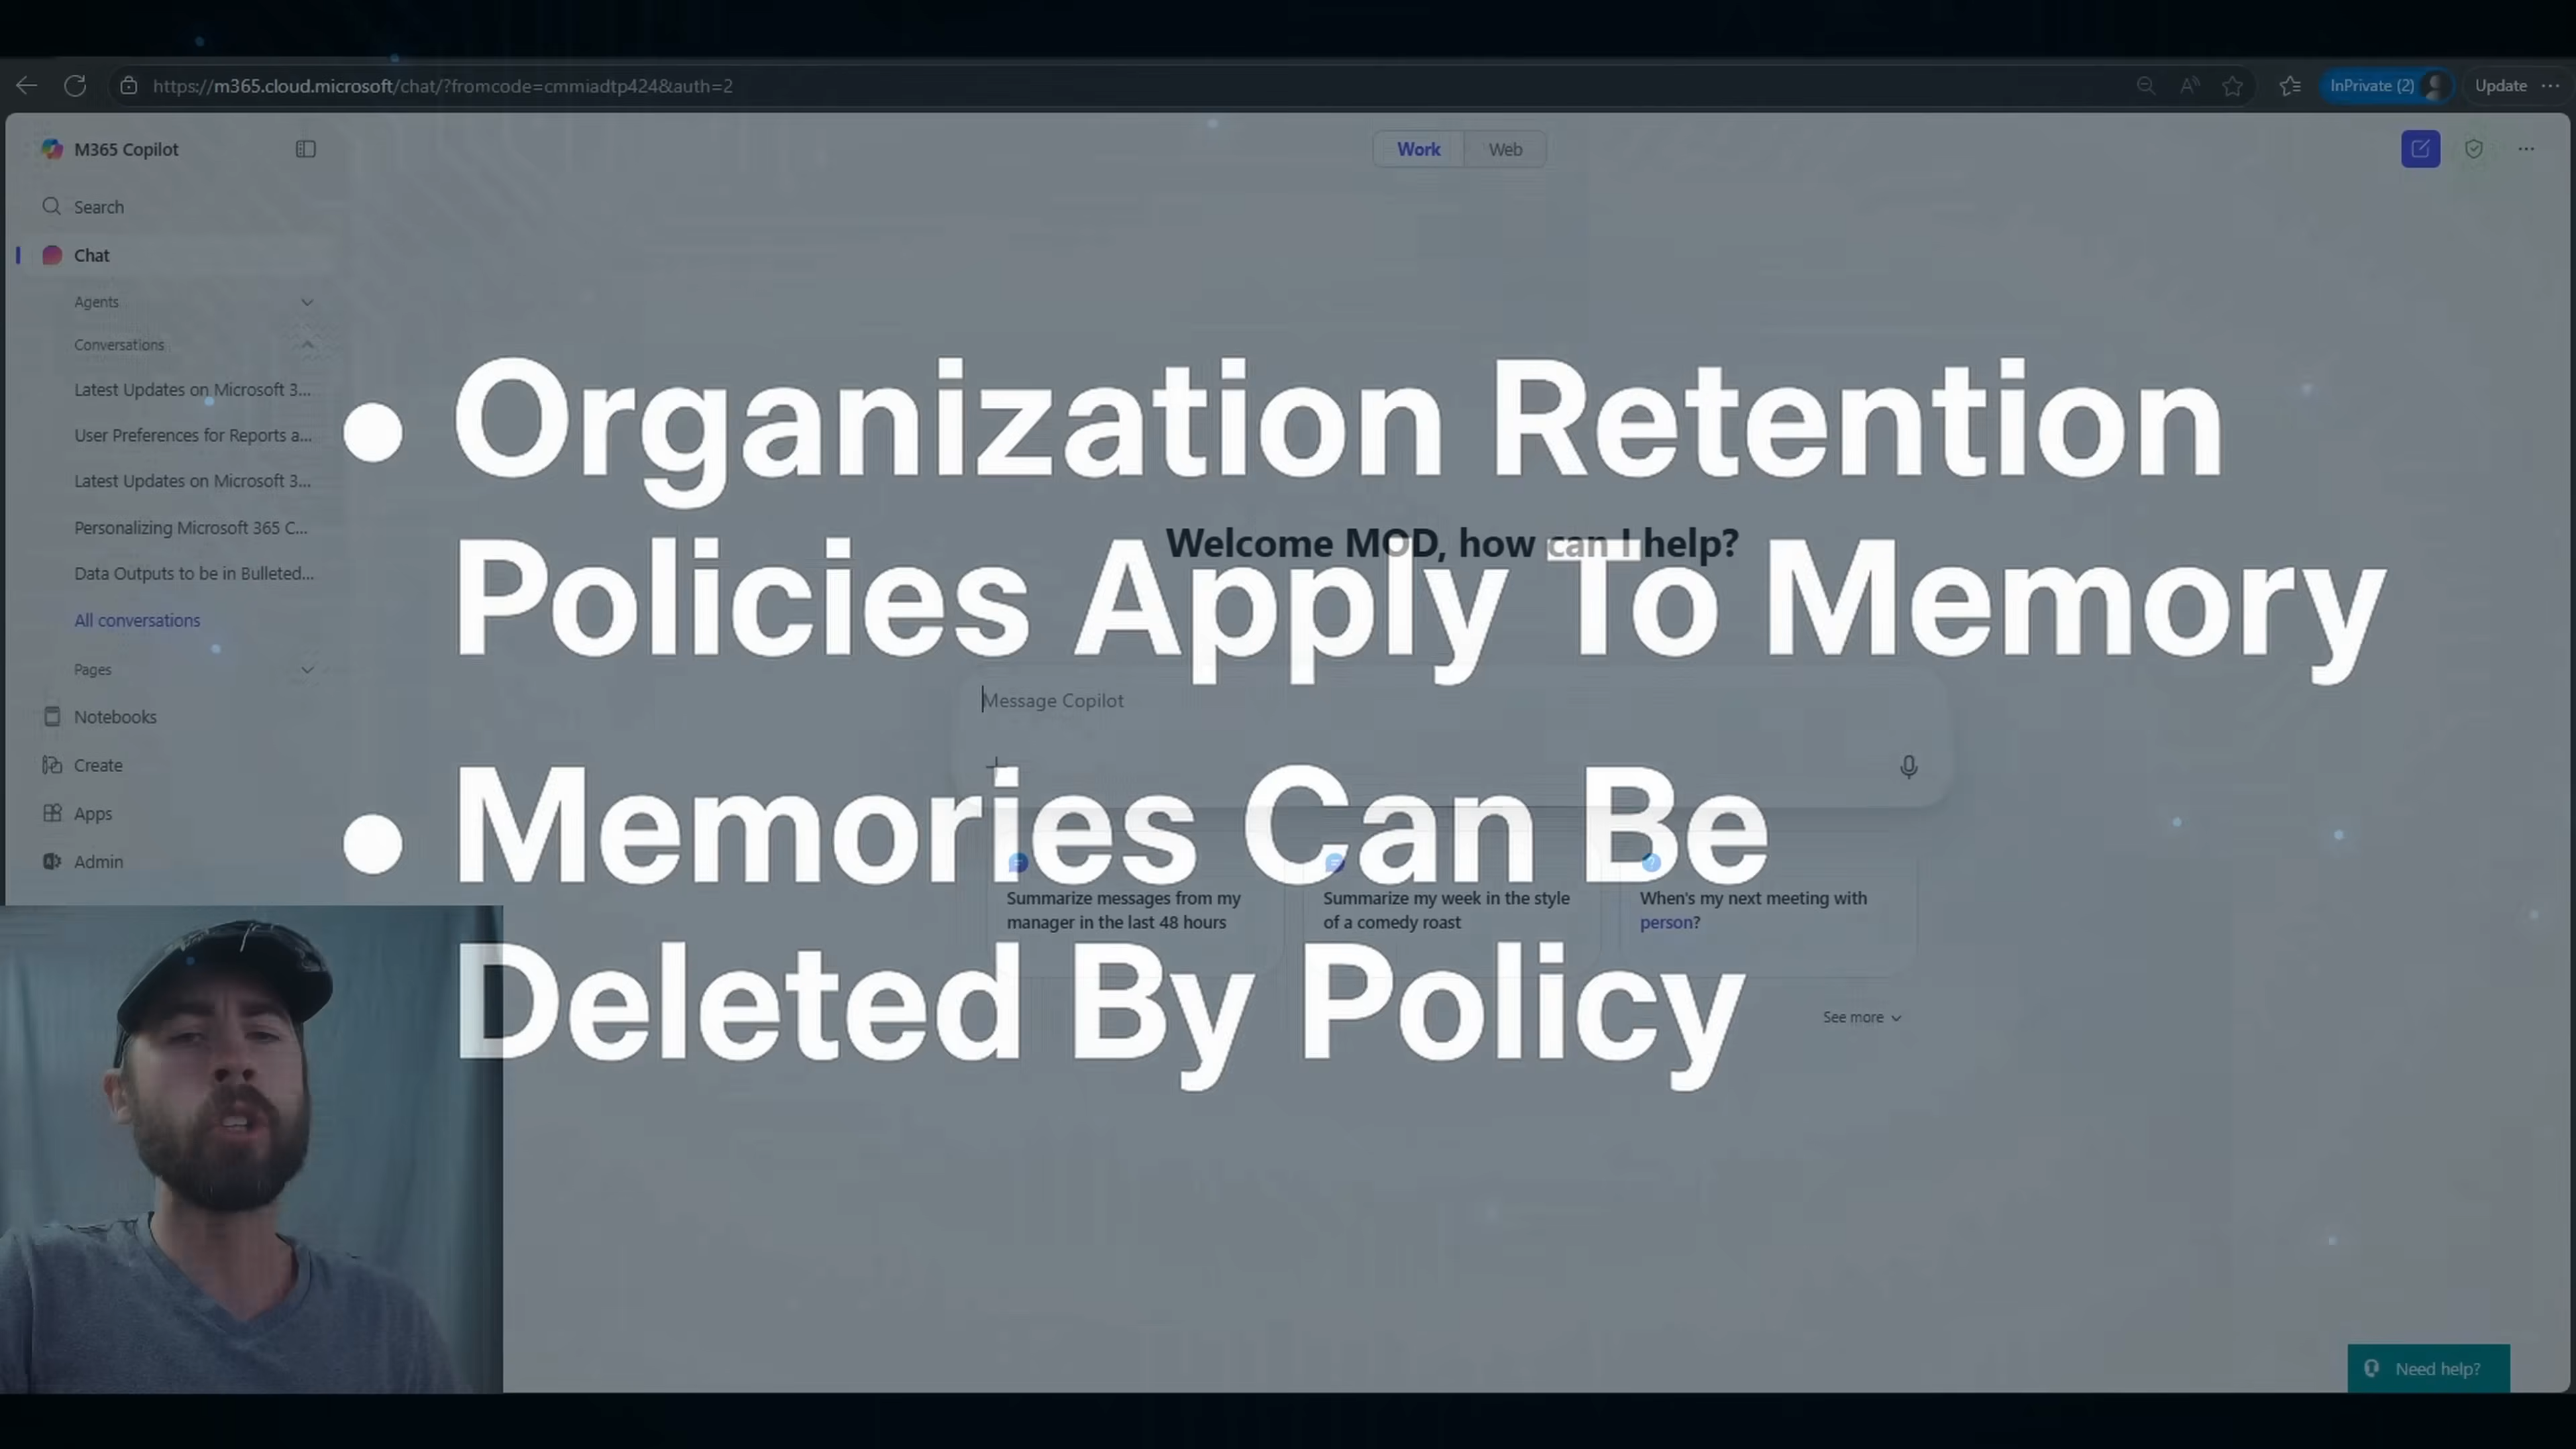 https://m365.cloud.microsoft/chat/?fromcode=cmmiadtp424&auth=2
InPrivate (2)
Update
M365 Copilot
Work
Web
Search
Chat
Agents
Conversations
Latest Updates on Microsoft 3...
User Preferences for Reports a...
Latest Updates on Microsoft 3...
Personalizing Microsoft 365 C...
Data Outputs to be in Bulleted...
All conversations
Pages
Notebooks
Create
Apps
Admin
• Organization Retention
Policies Apply To Memory
• Memories Can Be
Deleted By Policy
Welcome MOD, how can I help?
Message Copilot
Summarize messages from my
manager in the last 48 hours
Summarize my week in the style
of a comedy roast
When's my next meeting with
person?
See more
Need help?